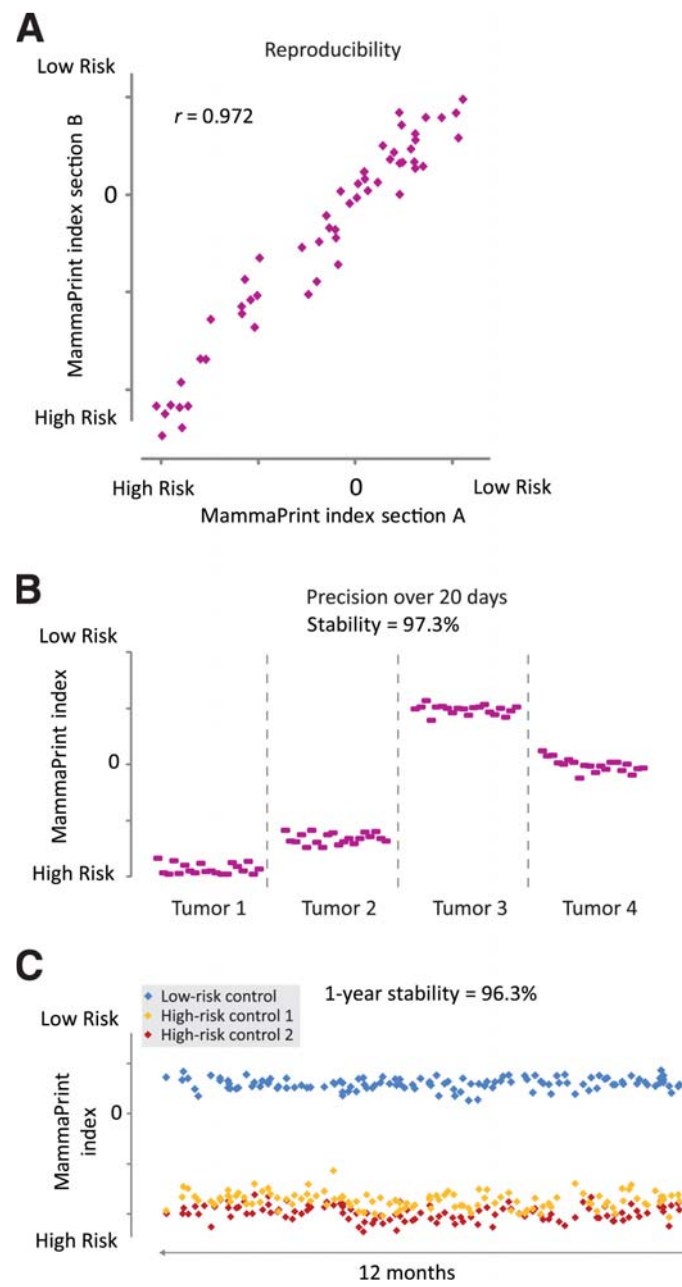 A
Reproducibility
Low Risk
r = 0.972
MammaPrint index section B
0
High Risk
High Risk
0
Low Risk
MammaPrint index section A
B
Precision over 20 days
Stability = 97.3%
Low Risk
MammaPrint index
0
High Risk
Tumor 1
Tumor 2
Tumor 3
Tumor 4
C
Low-risk control
High-risk control 1
High-risk control 2
1-year stability = 96.3%
Low Risk
MammaPrint
index
0
High Risk
12 months